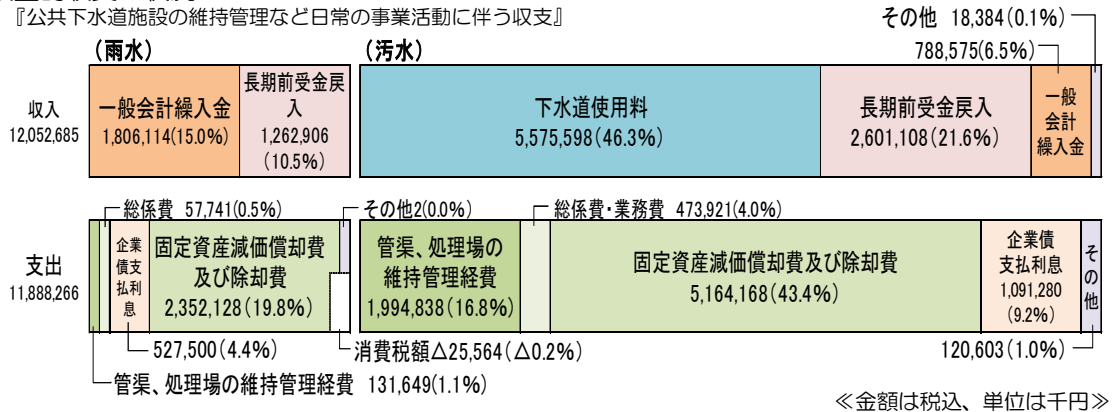 『公共下水道施設の維持管理など日常の事業活動に伴う収支』
その他 18,384(0.1%)
788,575(6.5%)
(雨水)
(汚水)
収入
12,052,685
一般会計繰入金
1,806,114(15.0%)
長期前受金戻
入
1,262,906
(10.5%)
下水道使用料
5,575,598(46.3%)
長期前受金戻入
2,601,108(21.6%)
一般
会計
繰入金
総係費 57,741(0.5%)
その他2(0.0%)
総係費・業務費 473,921(4.0%)
支出
11,888,266
企業
債支
払利
息
固定資産減価償却費
及び除却費
2,352,128(19.8%)
管渠、処理場の
維持管理経費
1,994,838(16.8%)
固定資産減価償却費及び除却費
5,164,168(43.4%)
企業債
支払利息
1,091,280
(9.2%)
そ
の
他
527,500(4.4%)
消費税額△25,564(△0.2%)
120,603(1.0%)
管渠、処理場の維持管理経費 131,649(1.1%)
≪金額は税込、単位は千円≫